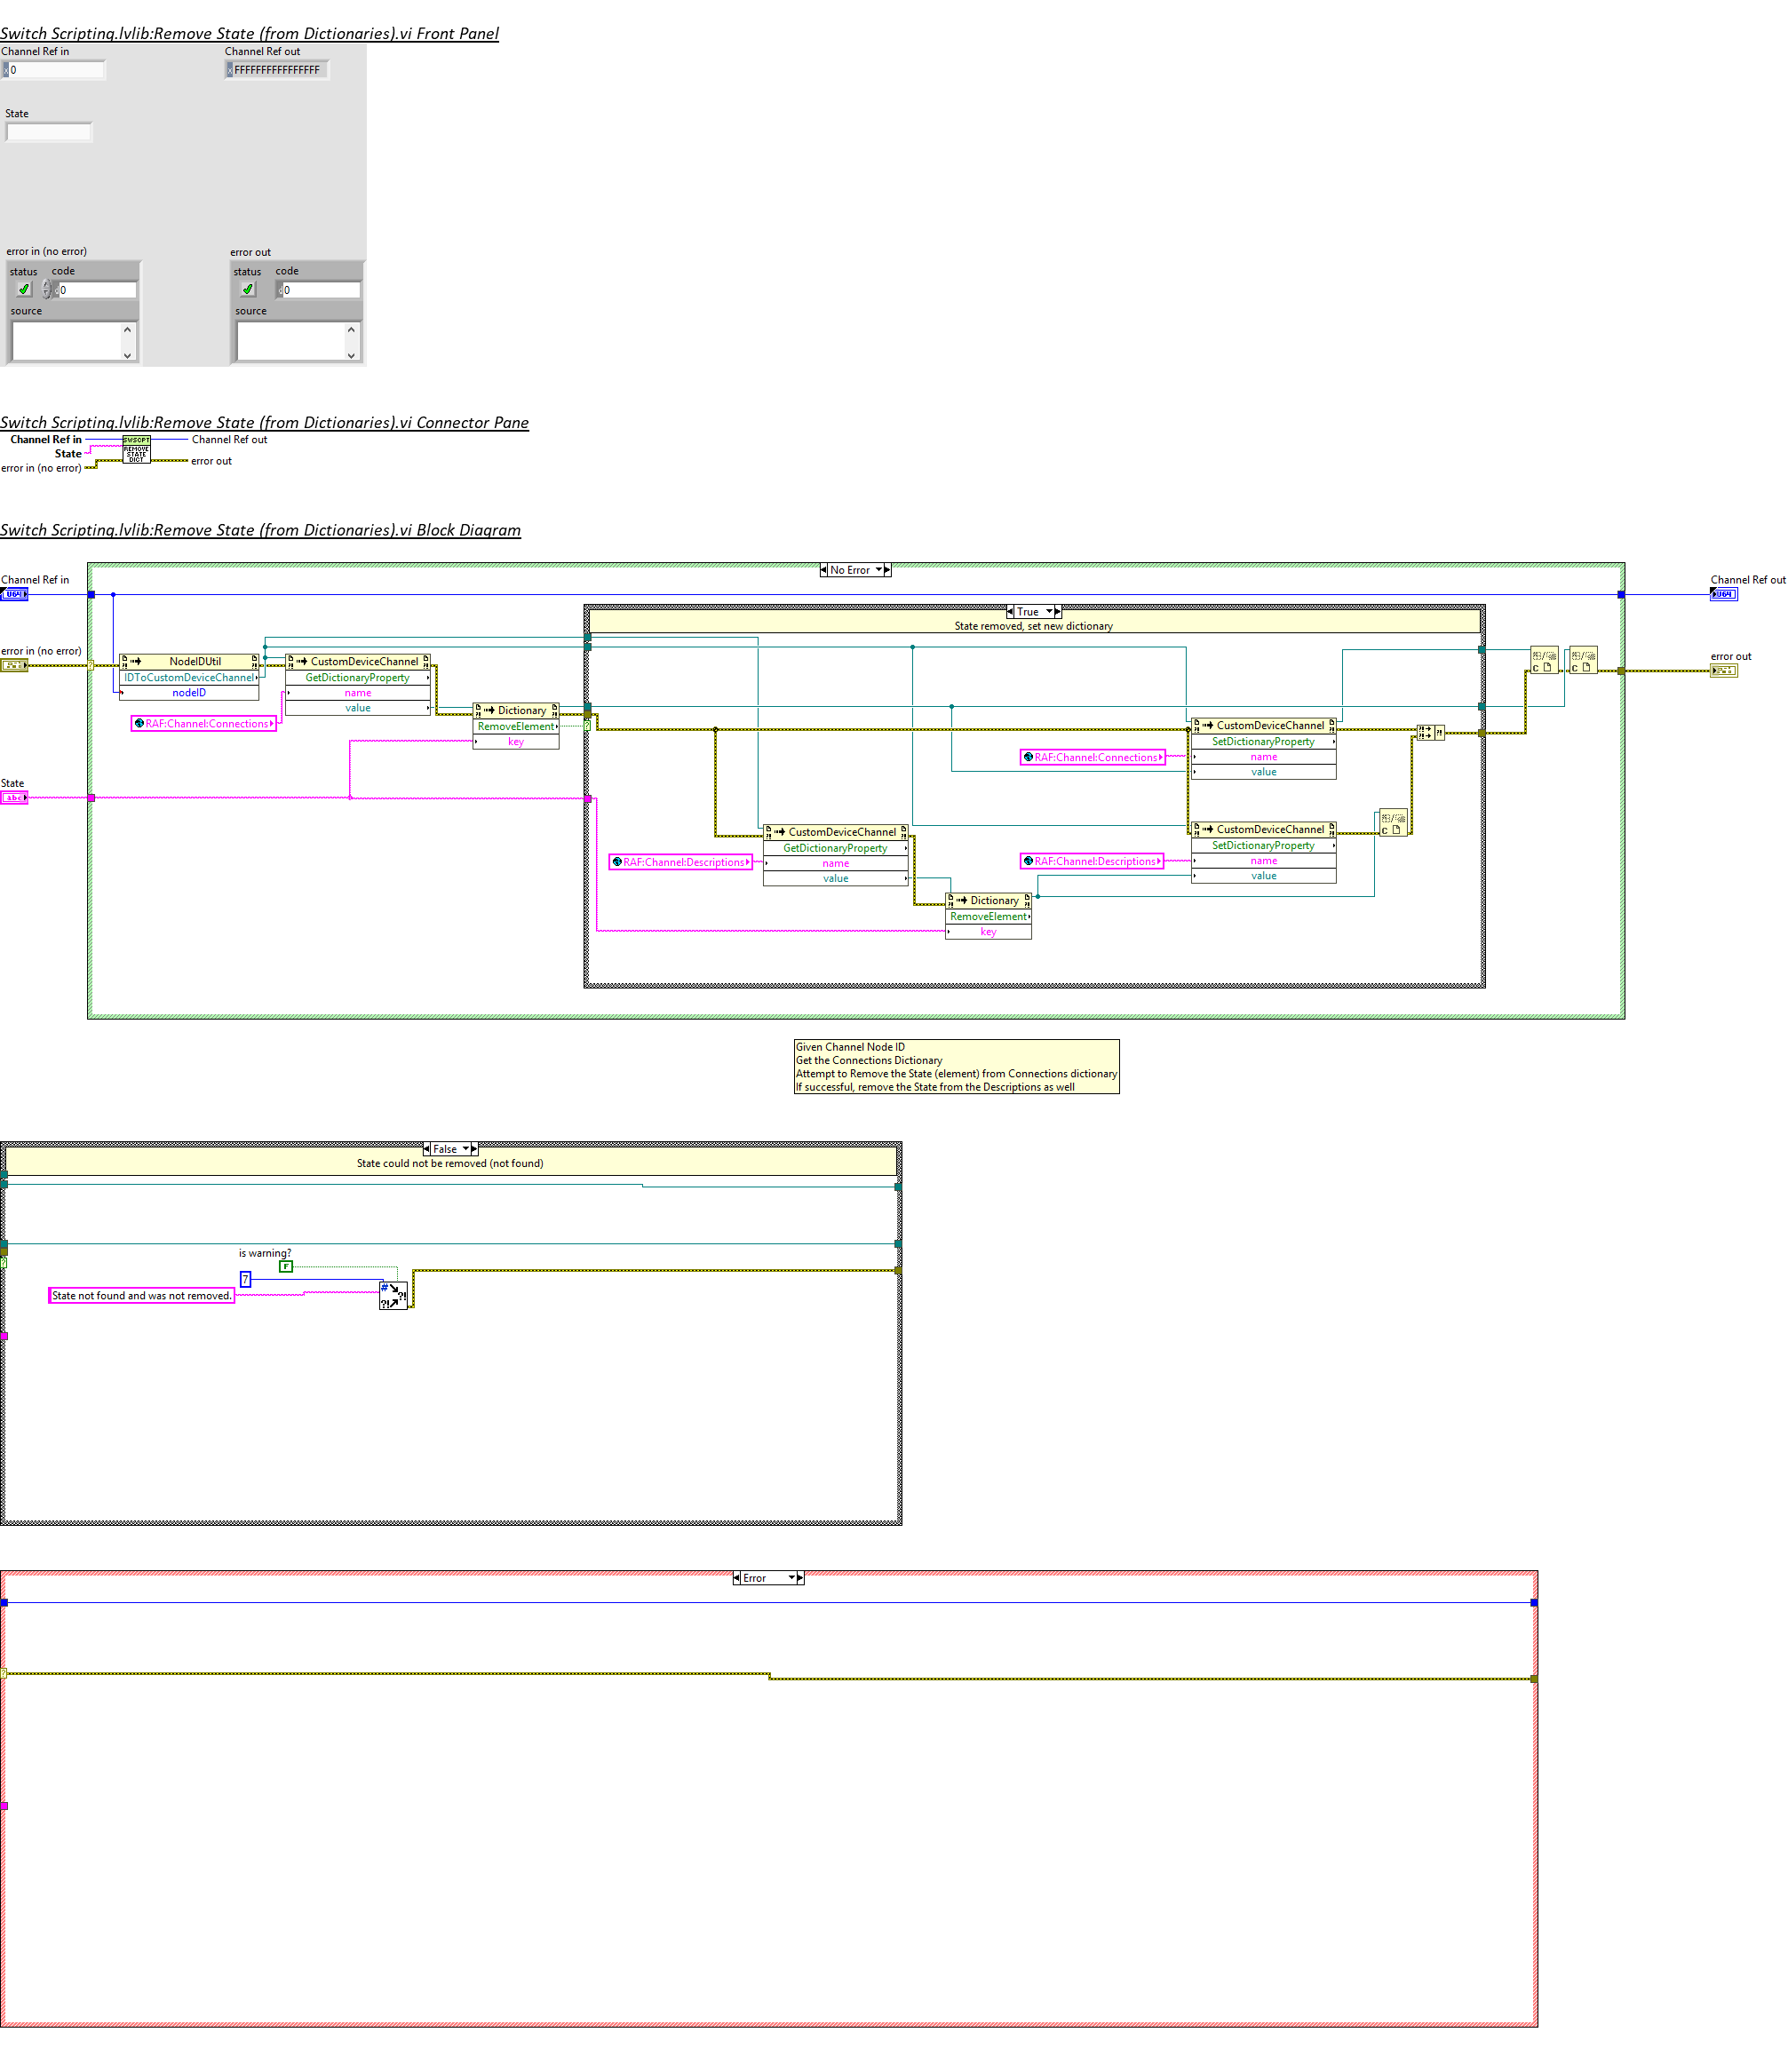 Switch Scripting.lvlib:Remove State (from Dictionaries).vi Front Panel
Channel Ref in
Channel Ref out
x 0
x FFFFFFFFFFFFFFFF
State
error in (no error)
error out
status code
status code
0
0
source
source
Switch Scripting.lvlib:Remove State (from Dictionaries).vi Connector Pane
Channel Ref in
SWSCPT
Channel Ref out
State
REMOVE
STATE
DICT
error in (no error)
error out
Switch Scripting.lvlib:Remove State (from Dictionaries).vi Block Diagram
No Error
Channel Ref in
U64
Channel Ref out
U64
True
State removed, set new dictionary
error in (no error)
error out
NodeIDUtil
IDToCustomDeviceChannel
nodeID
CustomDeviceChannel
GetDictionaryProperty
name
value
RAF:Channel:Connections
Dictionary
RemoveElement
key
CustomDeviceChannel
SetDictionaryProperty
name
value
RAF:Channel:Connections
State
abc
CustomDeviceChannel
GetDictionaryProperty
name
value
RAF:Channel:Descriptions
CustomDeviceChannel
SetDictionaryProperty
name
value
RAF:Channel:Descriptions
Dictionary
RemoveElement
key
Given Channel Node ID
Get the Connections Dictionary
Attempt to Remove the State (element) from Connections dictionary
If successful, remove the State from the Descriptions as well
False
State could not be removed (not found)
is warning?
F
7
State not found and was not removed.
Error